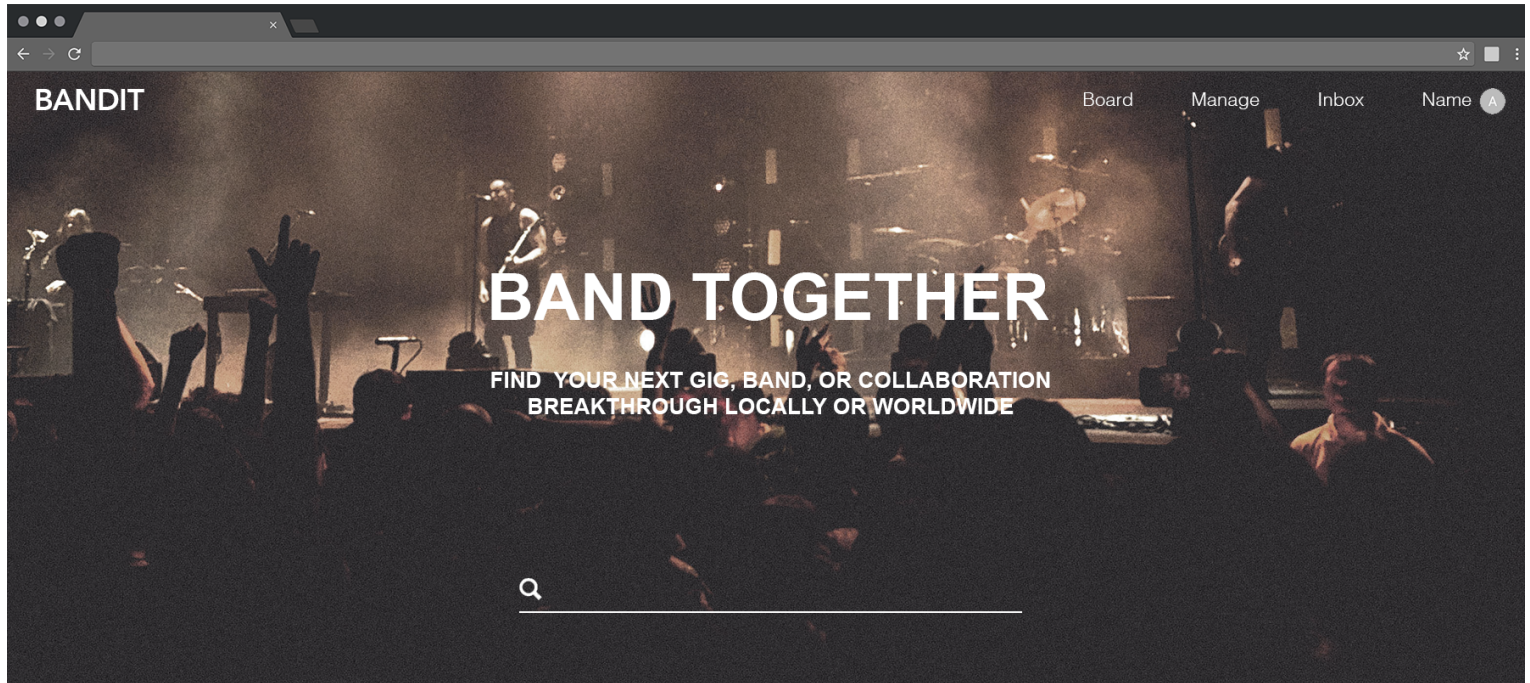 BANDIT
Board Manage Inbox Name A
BAND TOGETHER
FIND YOUR NEXT GIG, BAND, OR COLLABORATION
BREAKTHROUGH LOCALLY OR WORLDWIDE